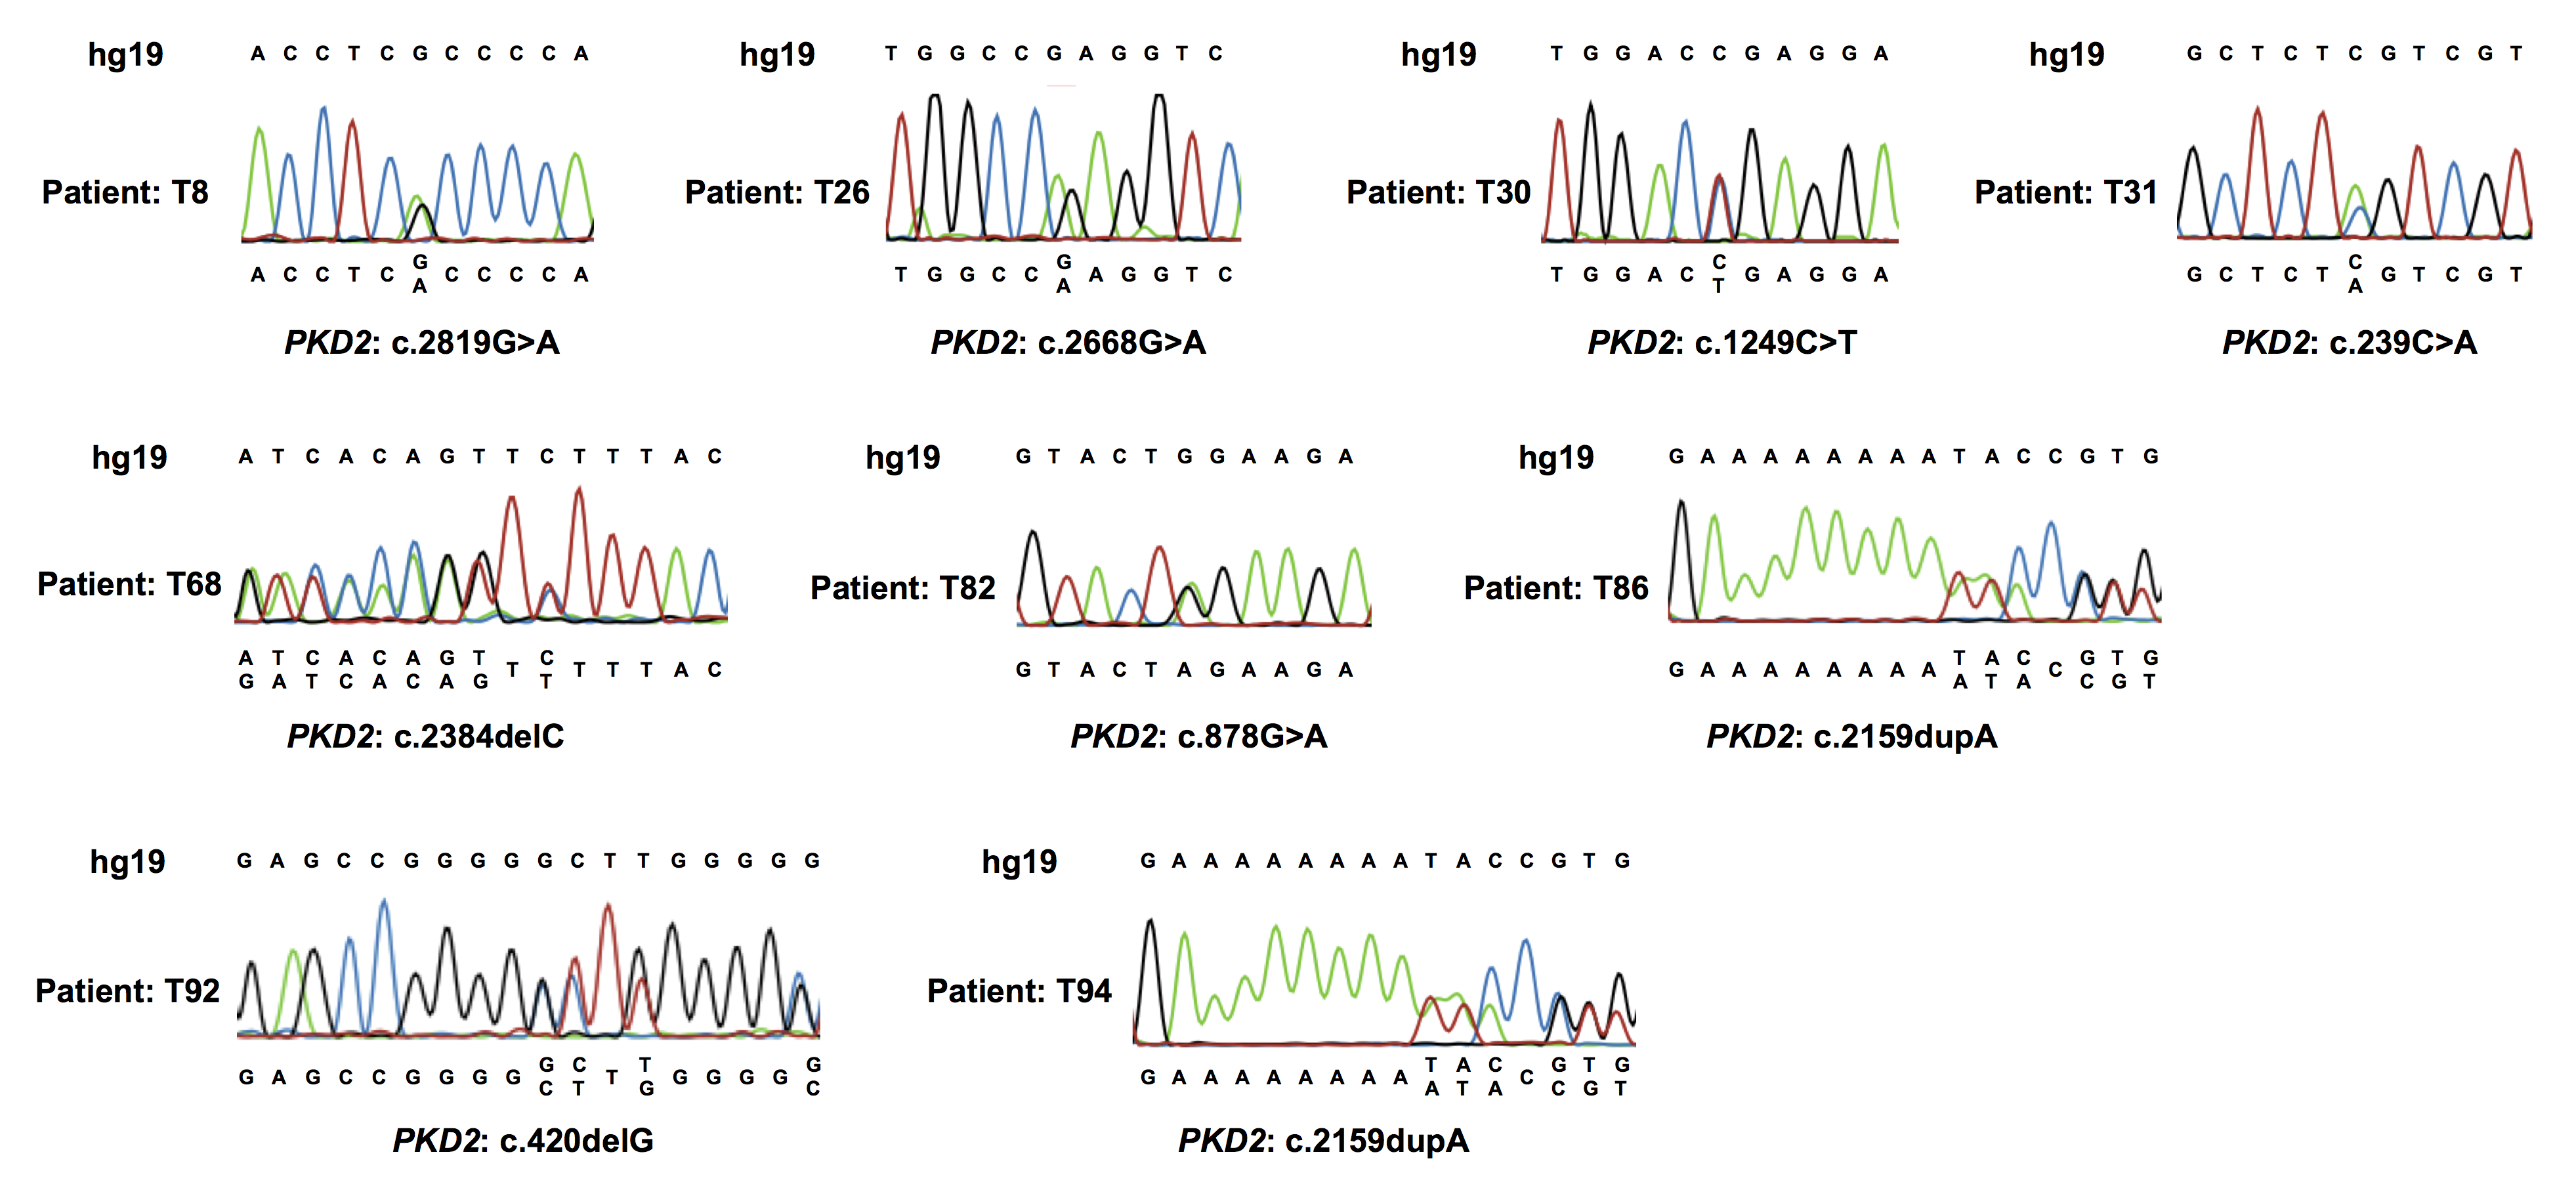 hg19 A C C T C G C C C C A
Patient: T8
A C C T C G C C C C A
A
PKD2: c.2819G>A
hg19 T G G C C G A G G T C
Patient: T26
T G G C C G A G G T C
A
PKD2: c.2668G>A
hg19 T G G A C C G A G G A
Patient: T30
T G G A C C G A G G A
T
PKD2: c.1249C>T
hg19 G C T C T C G T C G T
Patient: T31
G C T C T C G T C G T
A
PKD2: c.239C>A
hg19 A T C A C A G T T C T T T A C
Patient: T68
A T C A C A G T T C T T T A C
G A T C A C A G T
PKD2: c.2384delC
hg19 G T A C T G G A A G A
Patient: T82
G T A C T A G A A G A
PKD2: c.878G>A
hg19 G A A A A A A A A T A C C G T G
Patient: T86
G A A A A A A A A T A C C G T G
A T A C G T
PKD2: c.2159dupA
hg19 G A G C C G G G G G C T T G G G G G
Patient: T92
G A G C C G G G G G C T T G G G G G
C T G C
PKD2: c.420delG
hg19 G A A A A A A A A T A C C G T G
Patient: T94
G A A A A A A A A T A C C G T G
A T A C G T
PKD2: c.2159dupA